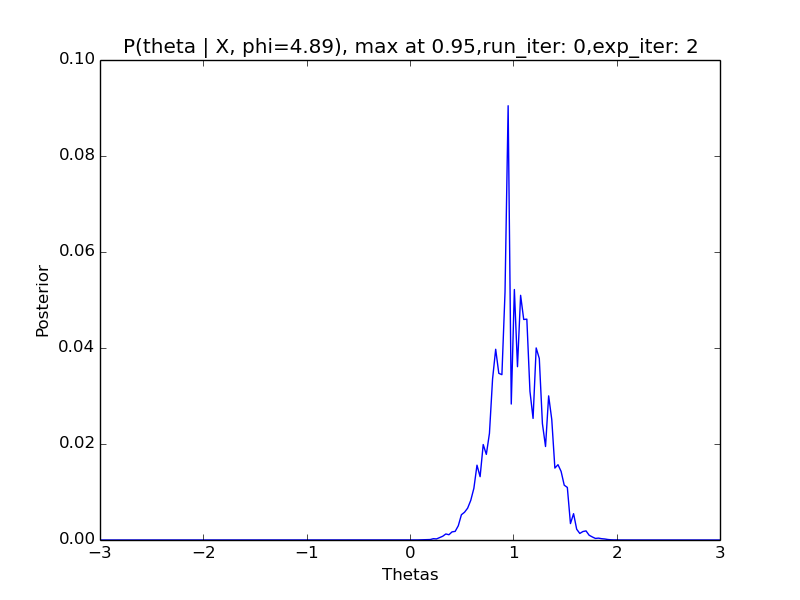 P(theta | X, phi=4.89), max at 0.95,run_iter: 0,exp_iter: 2
0.10
0.08
0.06
0.04
0.02
0.00
Posterior
−3 −2 −1 0 1 2 3
Thetas